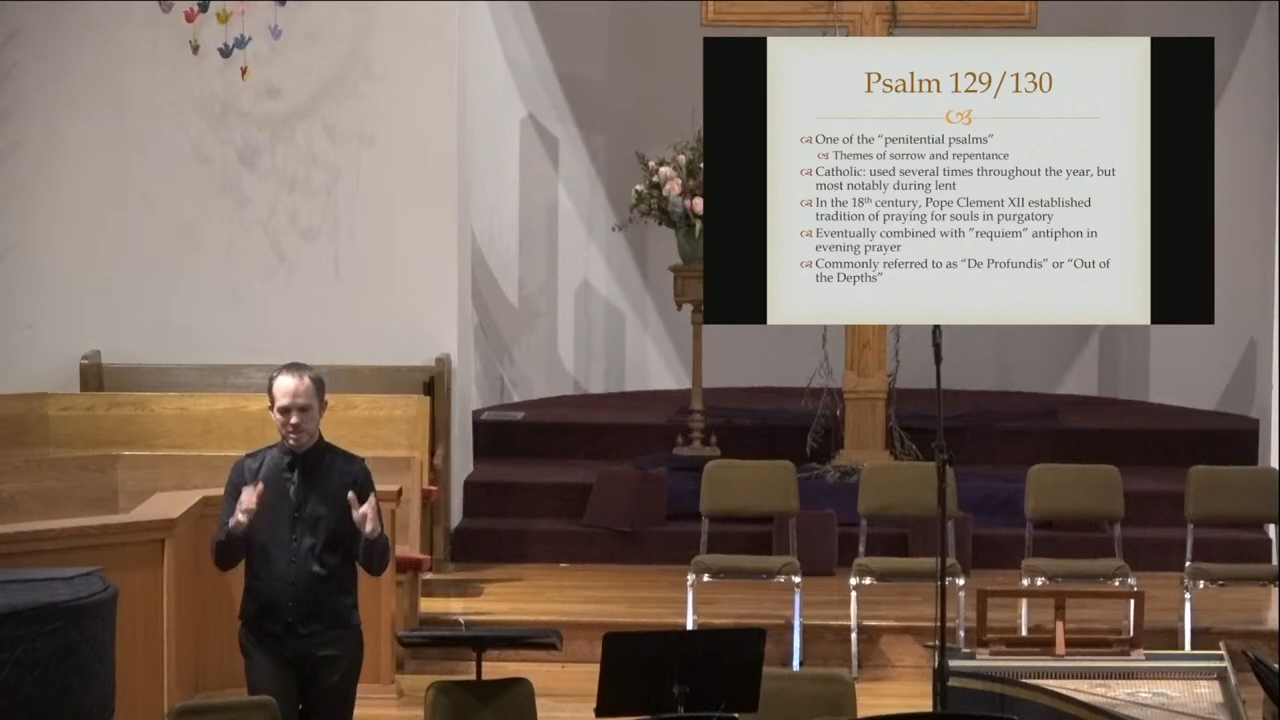 Psalm 129/130
One of the “penitential psalms”
Themes of sorrow and repentance
Catholic: used several times throughout the year, but
most notably during lent
In the 18th century, Pope Clement XII established
tradition of praying for souls in purgatory
Eventually combined with ”requiem” antiphon in
evening prayer
Commonly referred to as “De Profundis” or “Out of
the Depths”